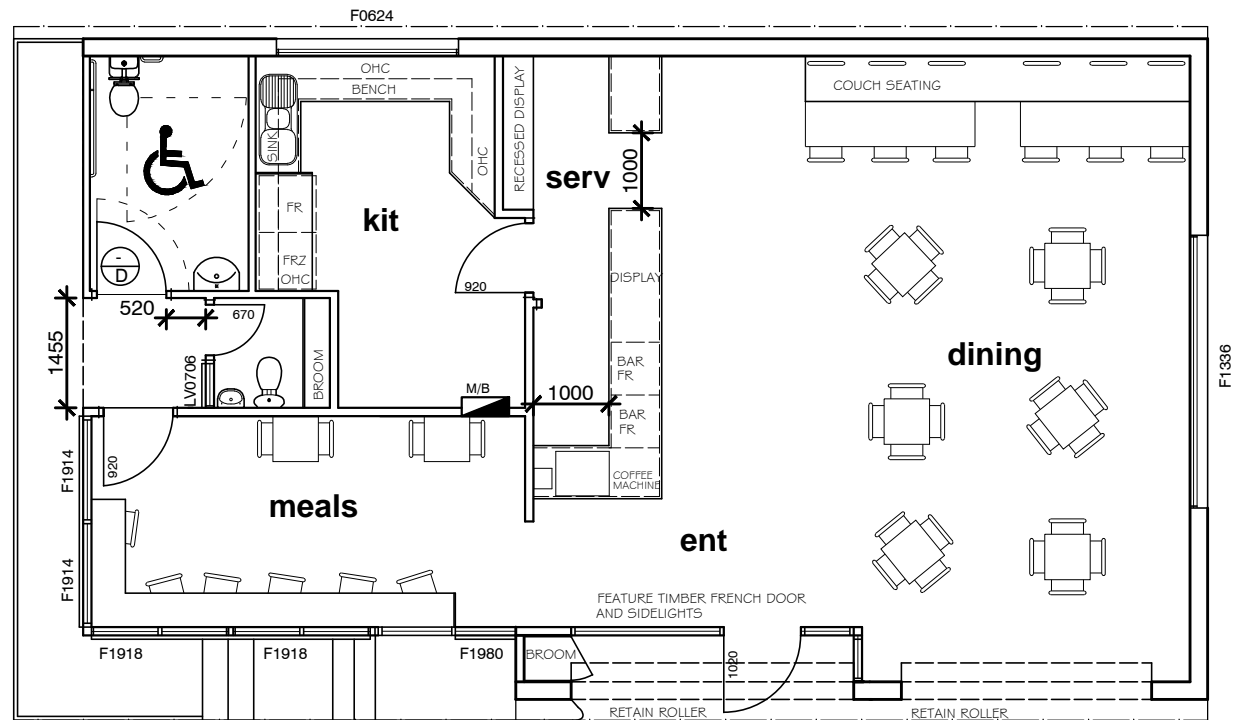 F0624
OHC
BENCH
SINK
OHC
RECESSED DISPLAY
COUCH SEATING
serv
1000
kit
FR
FRZ
OHC
DISPLAY
-
D
920
520
670
1455
LV0706
BROOM
M/B
1000
BAR
FR
BAR
FR
dining
F1336
F1914
920
COFFEE
MACHINE
meals
ent
F1914
FEATURE TIMBER FRENCH DOOR
AND SIDELIGHTS
F1918
F1918
F1980
BROOM
1020
RETAIN ROLLER
RETAIN ROLLER